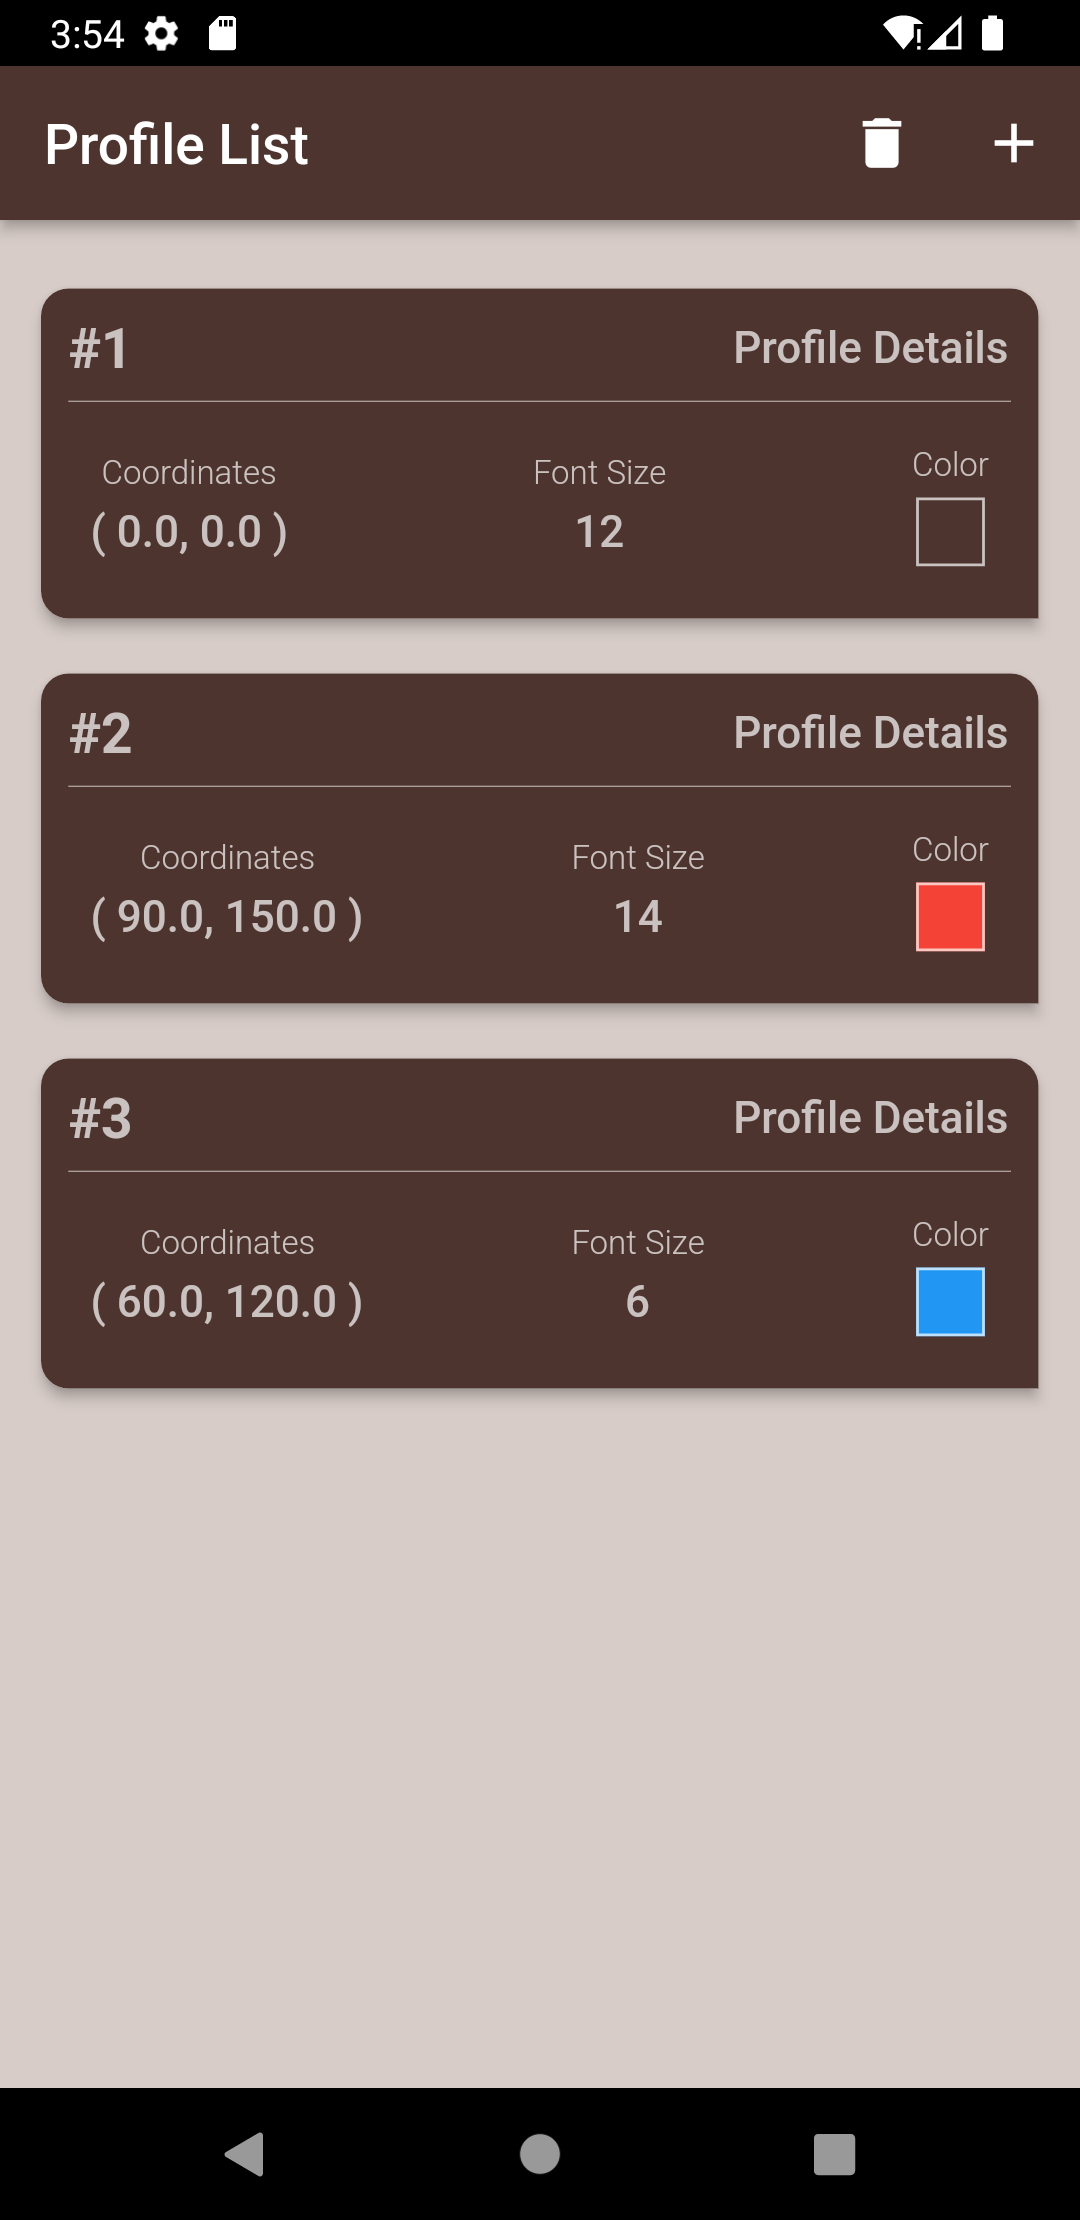 3:54
Profile List
#1 Profile Details
Coordinates Font Size Color
( 0.0, 0.0 ) 12
#2 Profile Details
Coordinates Font Size Color
( 90.0, 150.0 ) 14
#3 Profile Details
Coordinates Font Size Color
( 60.0, 120.0 ) 6